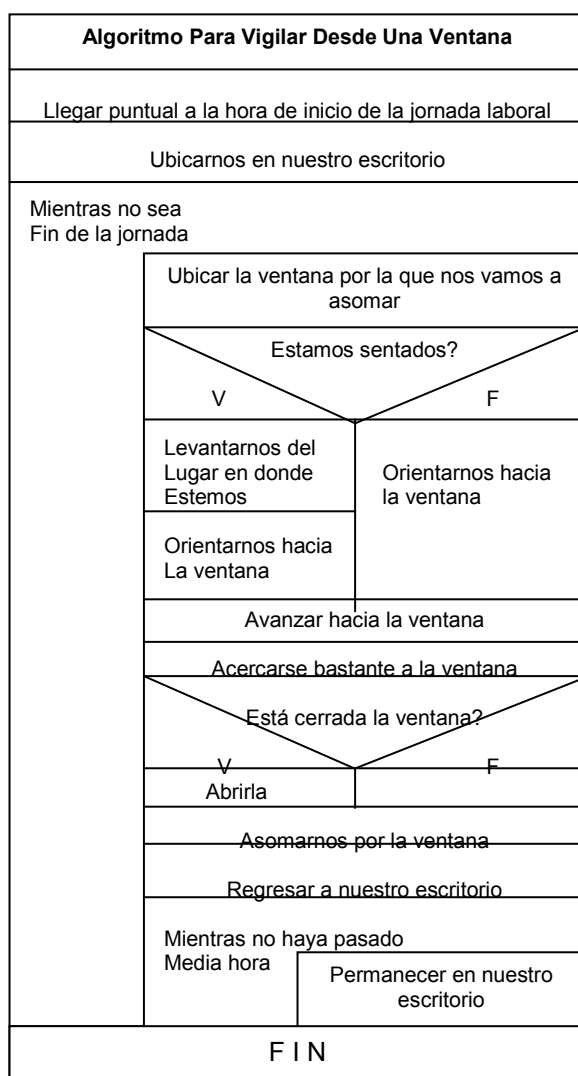 Algoritmo Para Vigilar Desde Una Ventana
Llegar puntual a la hora de inicio de la jornada laboral
Ubicarnos en nuestro escritorio
Mientras no sea
Fin de la jornada
Ubicar la ventana por la que nos vamos a
asomar
Estamos sentados?
V F
Levantarnos del
Lugar en donde
Estemos
Orientarnos hacia
La ventana
Orientarnos hacia
la ventana
Avanzar hacia la ventana
Acercarse bastante a la ventana
Está cerrada la ventana?
V F
Abrirla
Asomarnos por la ventana
Regresar a nuestro escritorio
Mientras no haya pasado
Media hora
Permanecer en nuestro
escritorio
F I N